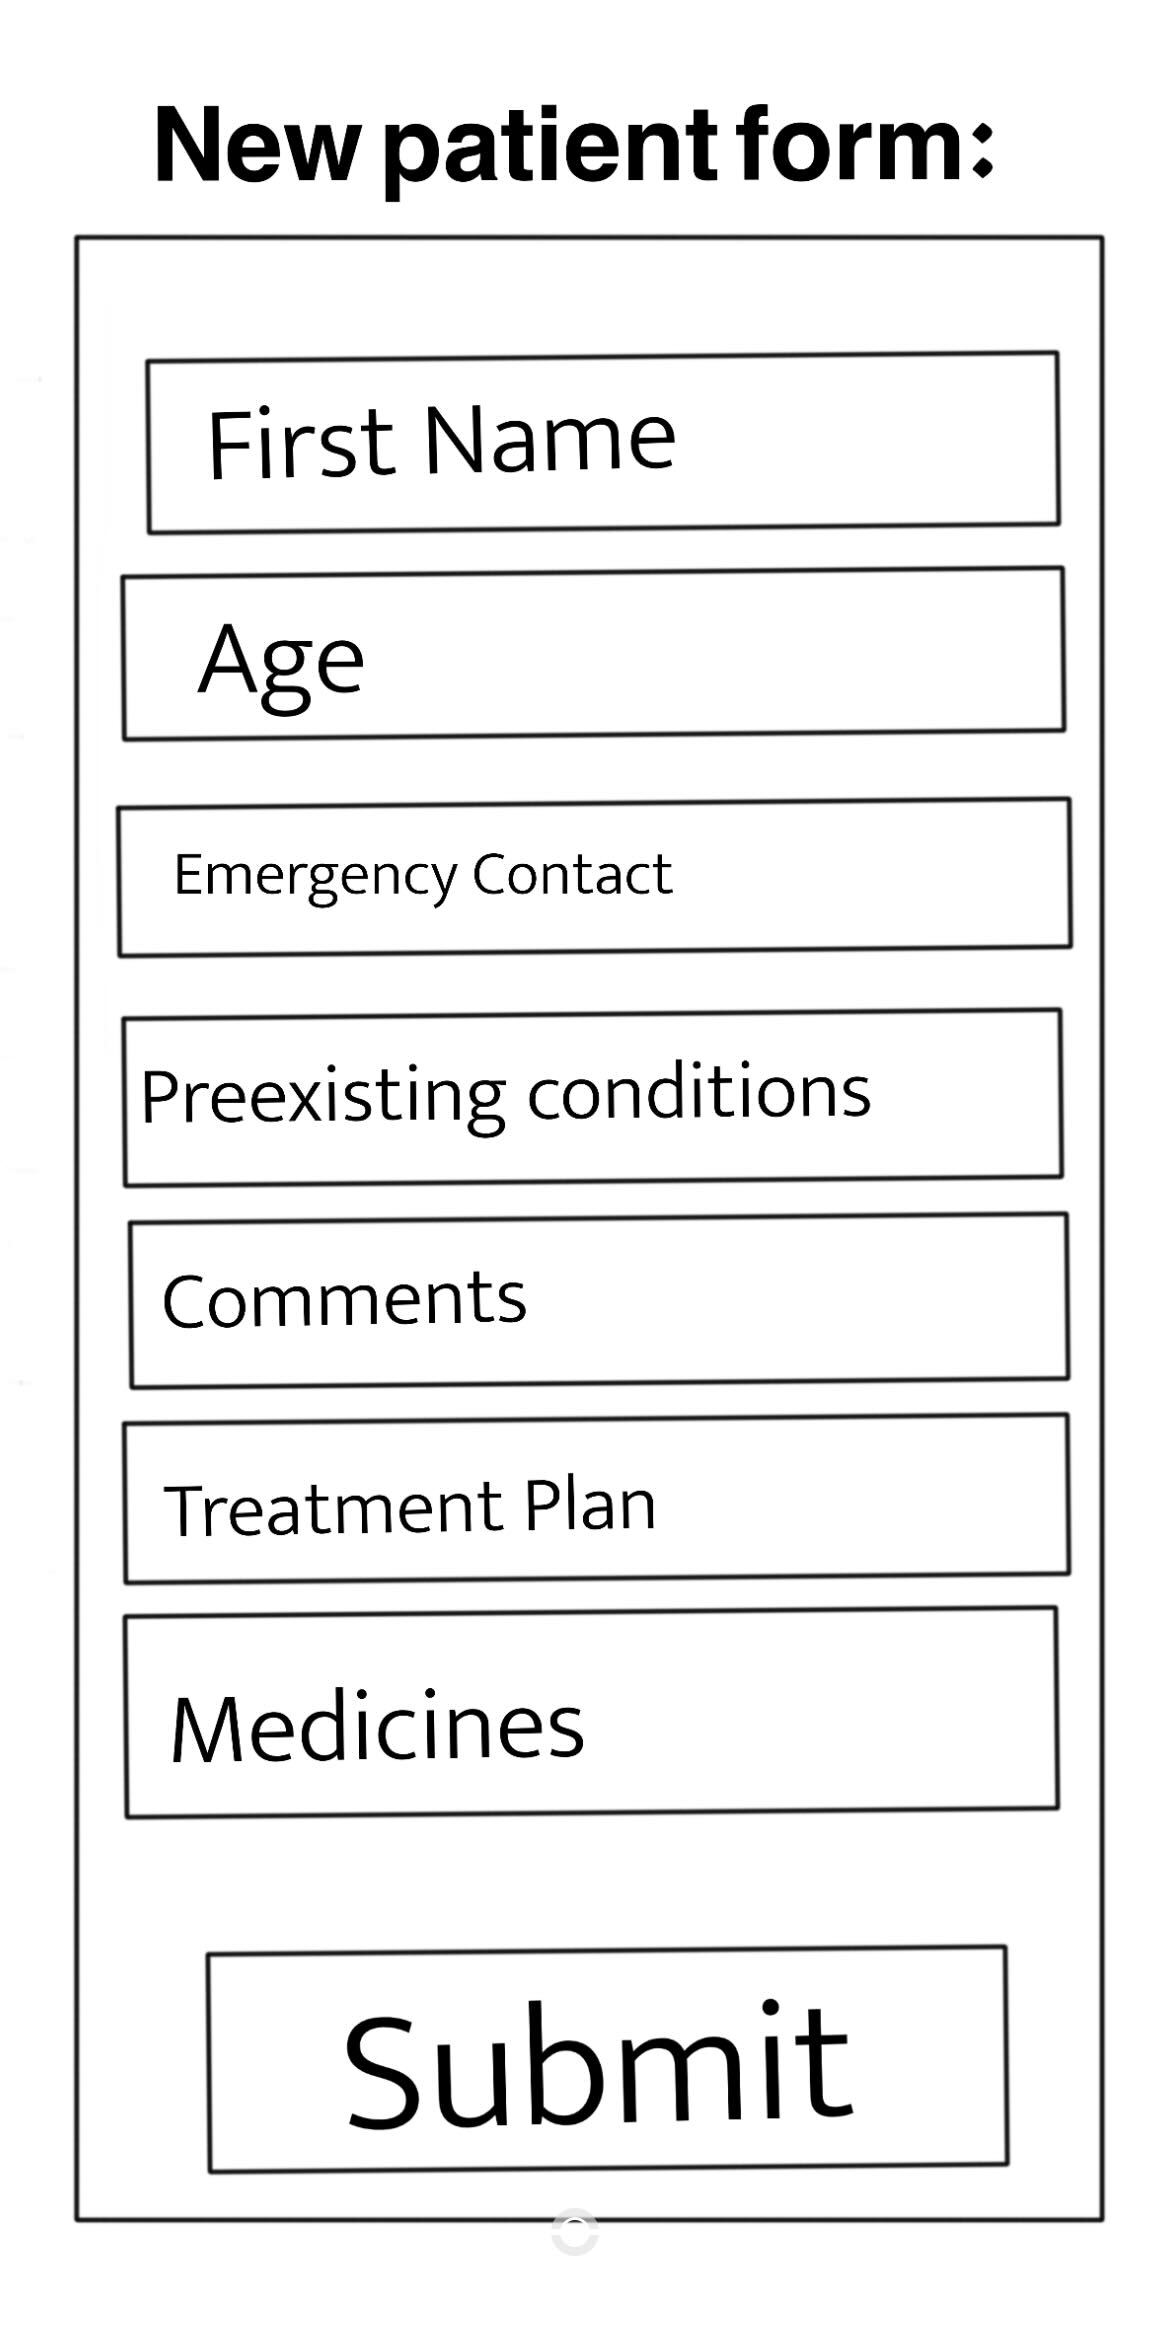 New patient form:
First Name
Age
Emergency Contact
Preexisting conditions
Comments
Treatment Plan
Medicines
Submit